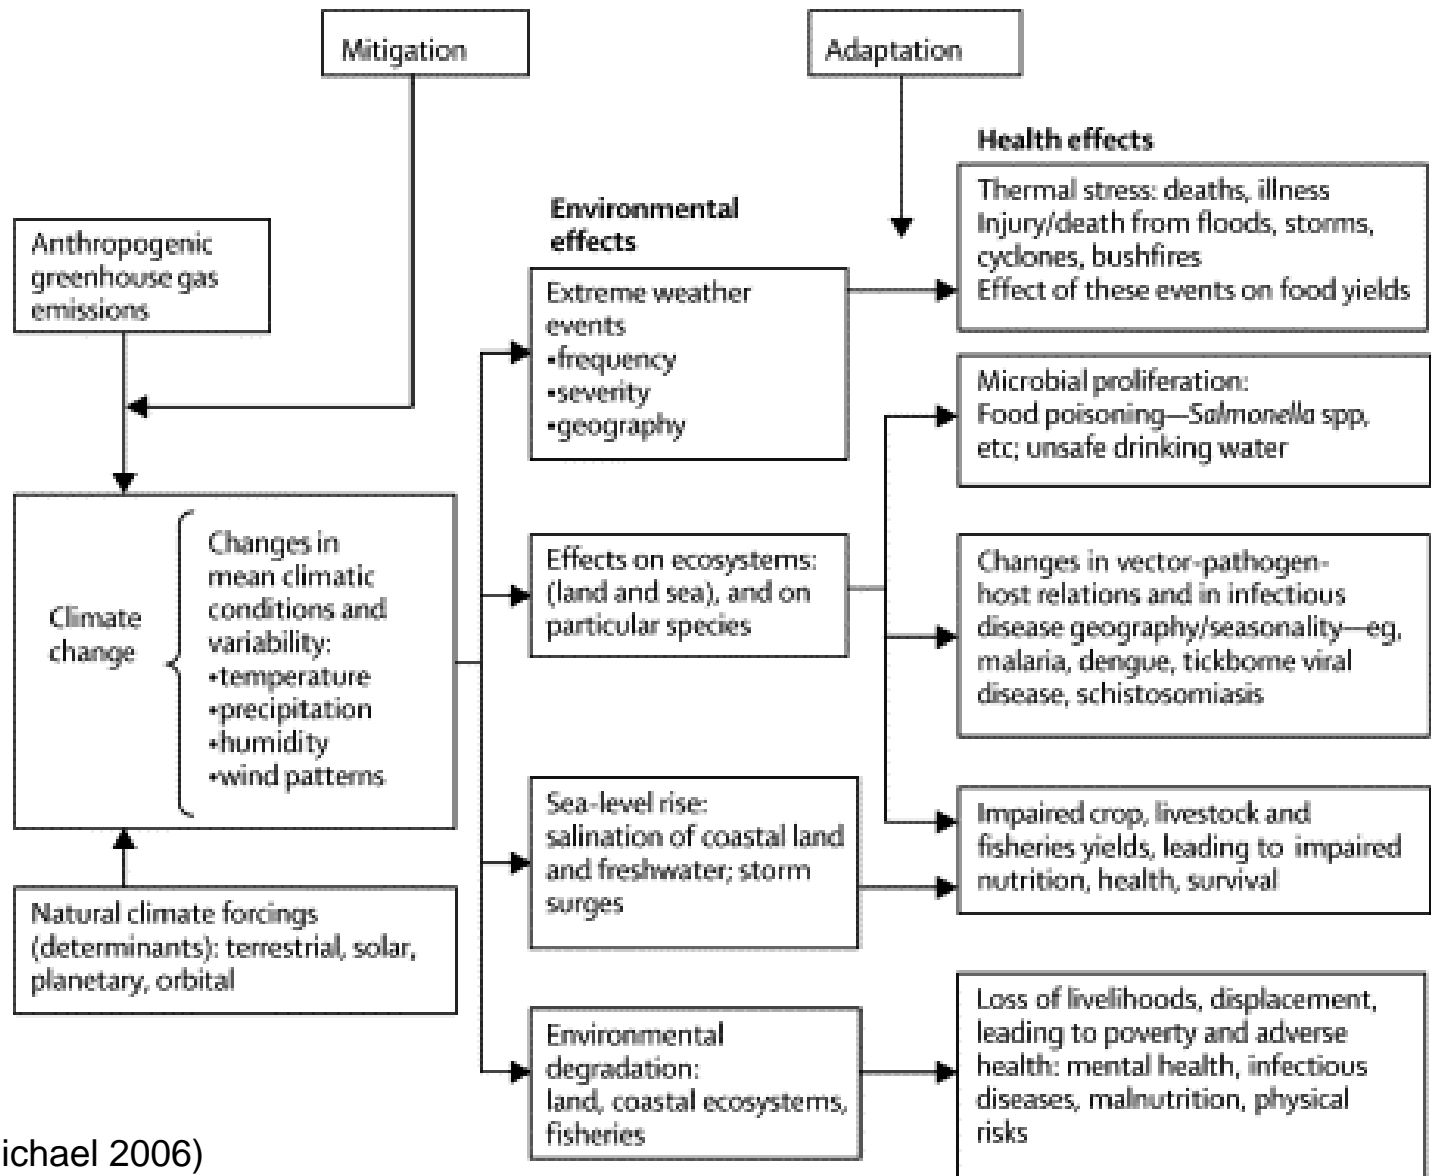 Mitigation
Adaptation
Health effects
Thermal stress: deaths, illness
Injury/death from floods, storms,
cyclones, bushfires
Effect of these events on food yields
Environmental
effects
Anthropogenic
greenhouse gas
emissions
Extreme weather
events
•frequency
•severity
•geography
Microbial proliferation:
Food poisoning—Salmonella spp,
etc; unsafe drinking water
Climate
change
Changes in
mean climatic
conditions and
variability:
•temperature
•precipitation
•humidity
•wind patterns
Effects on ecosystems:
(land and sea), and on
particular species
Changes in vector-pathogen-
host relations and in infectious
disease geography/seasonality—eg,
malaria, dengue, tickborne viral
disease, schistosomiasis
Sea-level rise:
salination of coastal land
and freshwater; storm
surges
Impaired crop, livestock and
fisheries yields, leading to impaired
nutrition, health, survival
Natural climate forcings
(determinants): terrestrial, solar,
planetary, orbital
Environmental
degradation:
land, coastal ecosystems,
fisheries
Loss of livelihoods, displacement,
leading to poverty and adverse
health: mental health, infectious
diseases, malnutrition, physical
risks
ichael 2006)